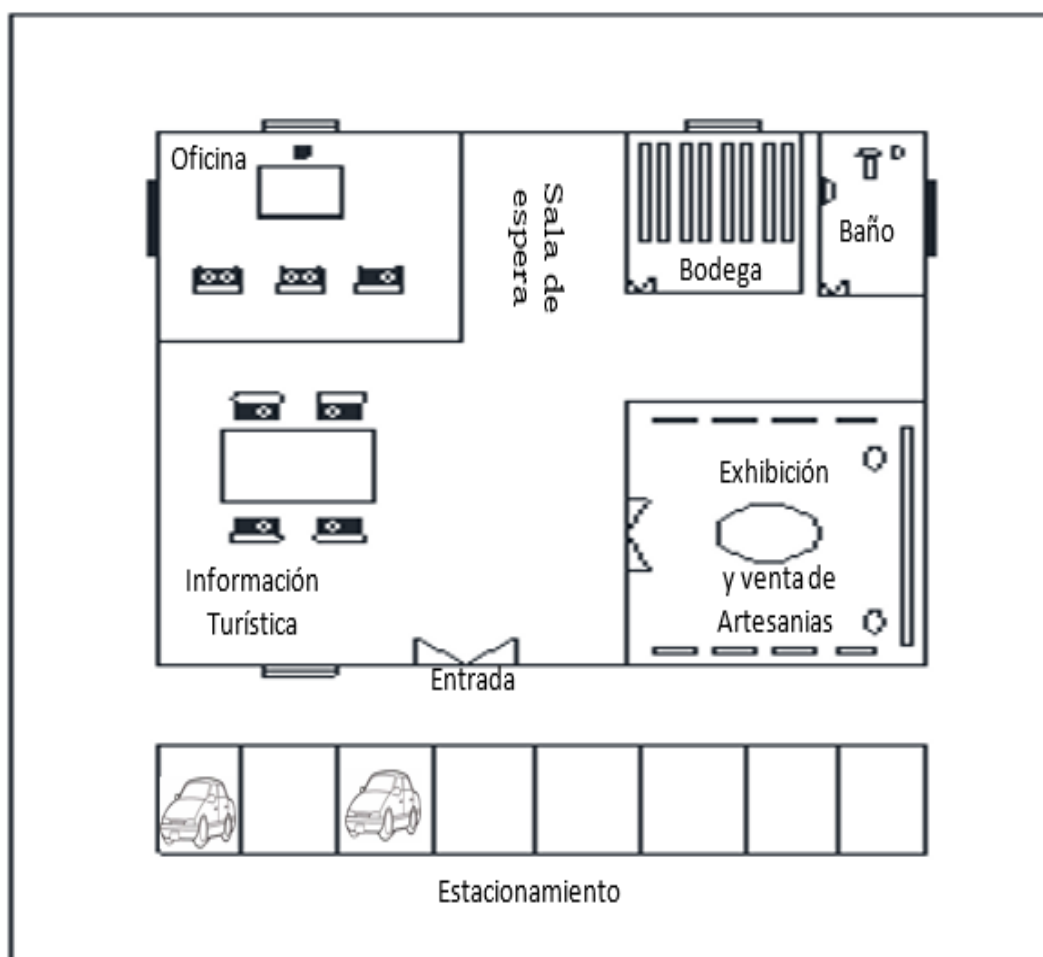 Oficina
Sala de
espera
Bodega
Baño
Exhibición
y venta de
Artesanias
Información
Turística
Entrada
Estacionamiento